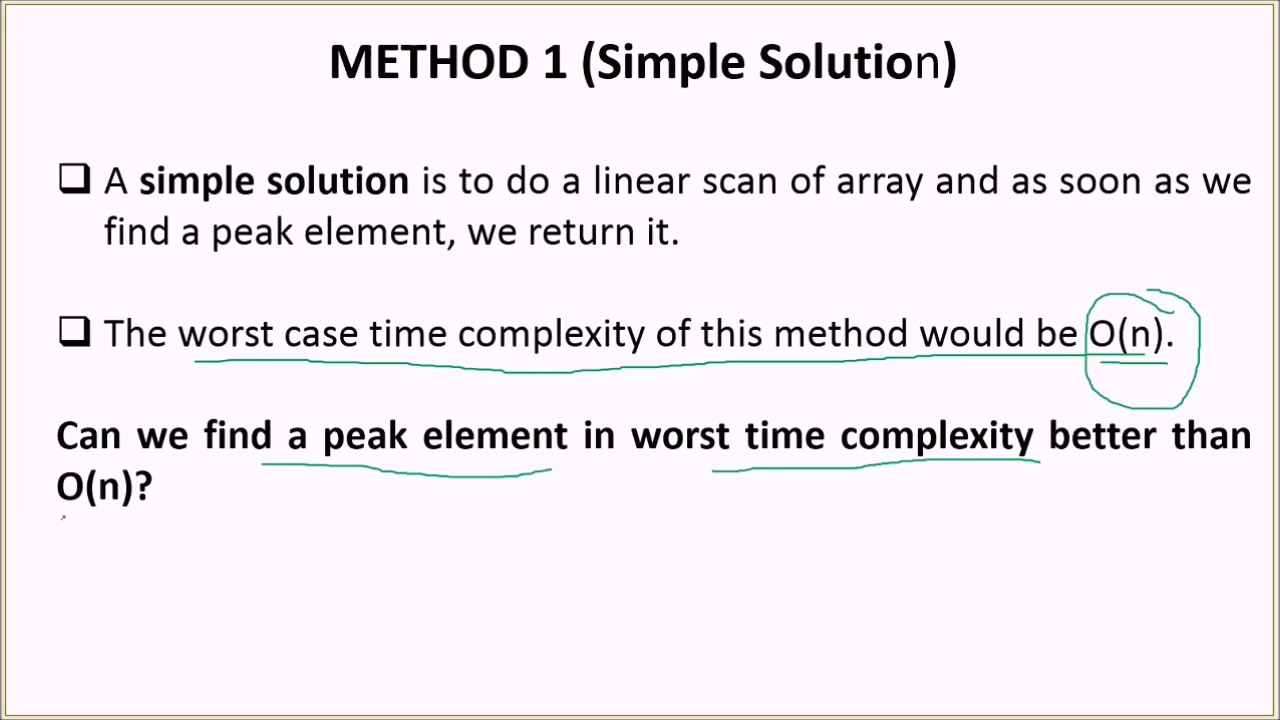 METHOD 1 (Simple Solution)
❑ A simple solution is to do a linear scan of array and as soon as we
find a peak element, we return it.
❑ The worst case time complexity of this method would be O(n).
Can we find a peak element in worst time complexity better than
O(n)?